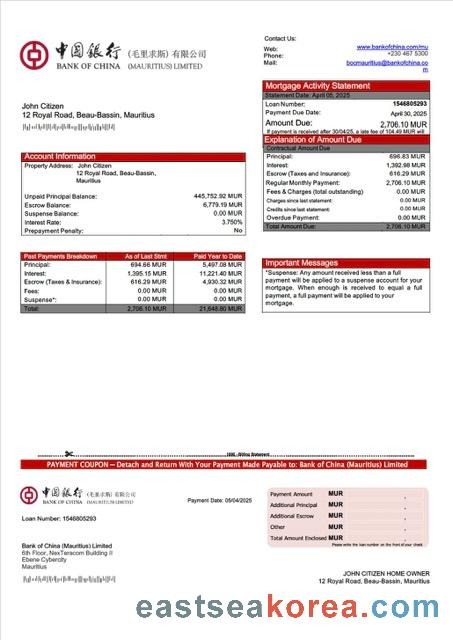 中国银行 (毛里求斯) 有限公司
BANK OF CHINA (MAURITIUS) LIMITED
Contact Us:
Web: www.bankofchina.com/mu
Phone: +230 467 5300
Mail: bocmauritius@bankofchina.co
m
John Citizen
12 Royal Road, Beau-Bassin, Mauritius
Mortgage Activity Statement
Statement Date: April 05, 2025
Loan Number: 1546805293
Payment Due Date: April 30, 2025
Amount Due: 2,706.10 MUR
If payment is received after 30/04/25, a late fee of 104.49 MUR will
Explanation of Amount Due
Contractual Amount Due
Principal: 696.83 MUR
Interest: 1,392.98 MUR
Escrow (Taxes and Insurance): 616.29 MUR
Regular Monthly Payment: 2,706.10 MUR
Fees & Charges (total outstanding) 0.00 MUR
Charges since last statement: 0.00 MUR
Credits since last statement: 0.00 MUR
Overdue Payment: 0.00 MUR
Total Amount Due: 2,706.10 MUR
Account Information
Property Address: John Citizen
12 Royal Road, Beau-Bassin,
Mauritius
Unpaid Principal Balance: 445,752.92 MUR
Escrow Balance: 6,779.19 MUR
Suspense Balance: 0.00 MUR
Interest Rate: 3.750%
Prepayment Penalty: No
Past Payments Breakdown As of Last Stmt Paid Year to Date
Principal: 694.66 MUR 5,497.08 MUR
Interest: 1,395.15 MUR 11,221.40 MUR
Escrow (Taxes & Insurance): 616.29 MUR 4,930.32 MUR
Fees: 0.00 MUR 0.00 MUR
Suspense*: 0.00 MUR 0.00 MUR
Total: 2,706.10 MUR 21,648.80 MUR
Important Messages
*Suspense: Any amount received less than a full
payment will be applied to a suspense account for your
mortgage. When enough is received to equal a full
payment, a full payment will be applied to your
mortgage.
Billing Statement
PAYMENT COUPON – Detach and Return With Your Payment Made Payable to: Bank of China (Mauritius) Limited
中国银行 (毛里求斯) 有限公司
BANK OF CHINA (MAURITIUS) LIMITED
Payment Date: 05/04/2025
Loan Number: 1546805293
Payment Amount MUR .
Additional Principal MUR .
Additional Escrow MUR .
Other MUR .
Total Amount Enclosed MUR .
Please write the loan number on the front of your check
Bank of China (Mauritius) Limited
6th Floor, NexTeracom Building II
Ebene Cybercity
Mauritius
JOHN CITIZEN HOME OWNER
12 Royal Road, Beau-Bassin, Mauritius
eastseakorea.com